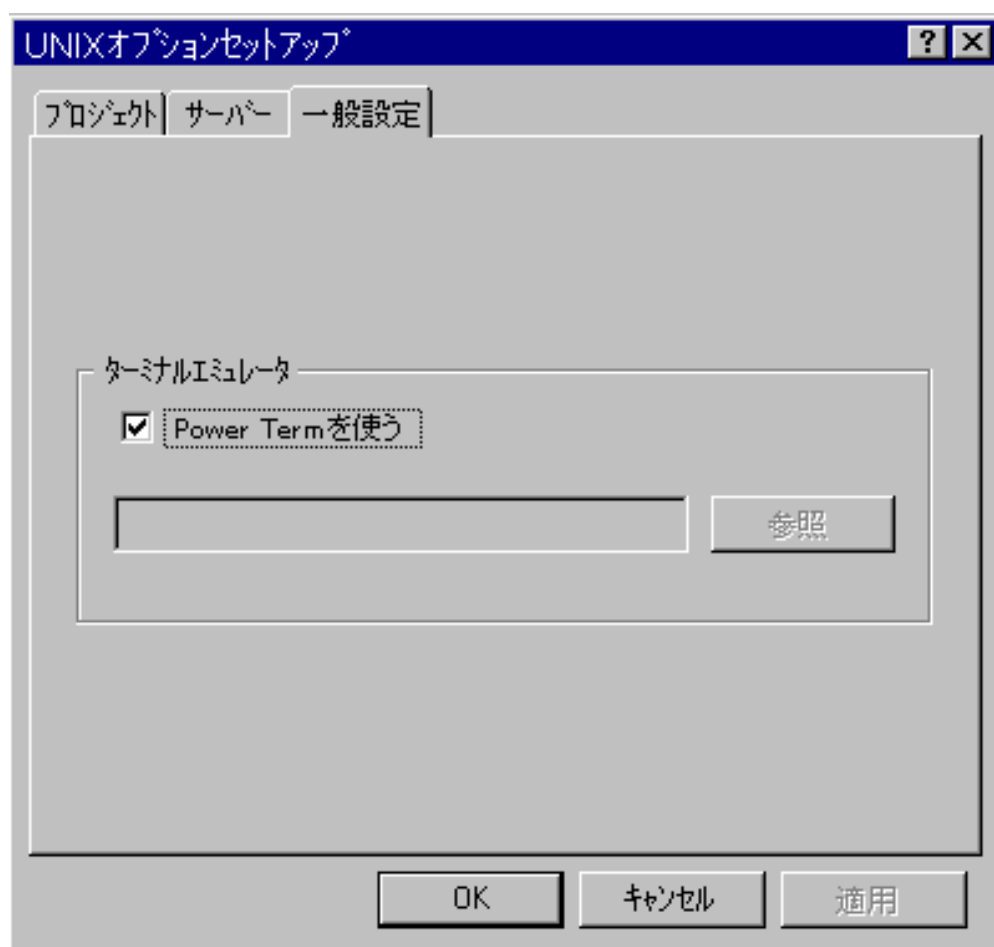 UNIXｵﾌﾟｼｮﾝｾｯﾄｱｯﾌﾟ
ﾌﾟﾛｼﾞｪｸﾄ ｻｰﾊﾞｰ 一般設定
ﾀｰﾐﾅﾙｴﾐｭﾚｰﾀ
Power Termを使う
参照
OK ｷｬﾝｾﾙ 適用